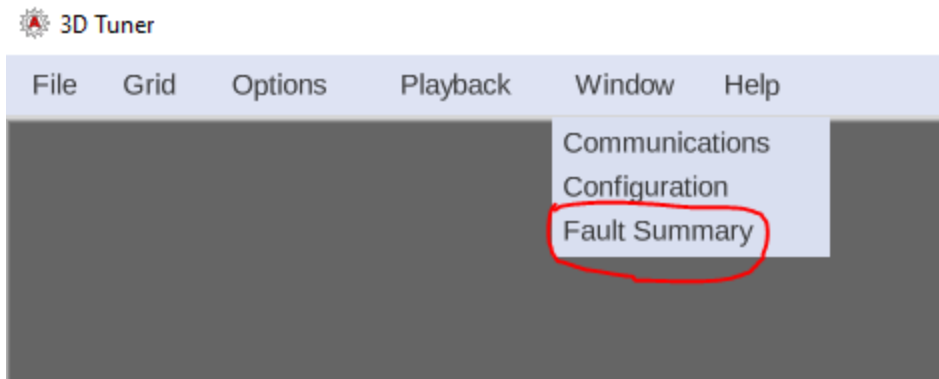 3D Tuner
File Grid Options Playback Window Help
Communications
Configuration
Fault Summary